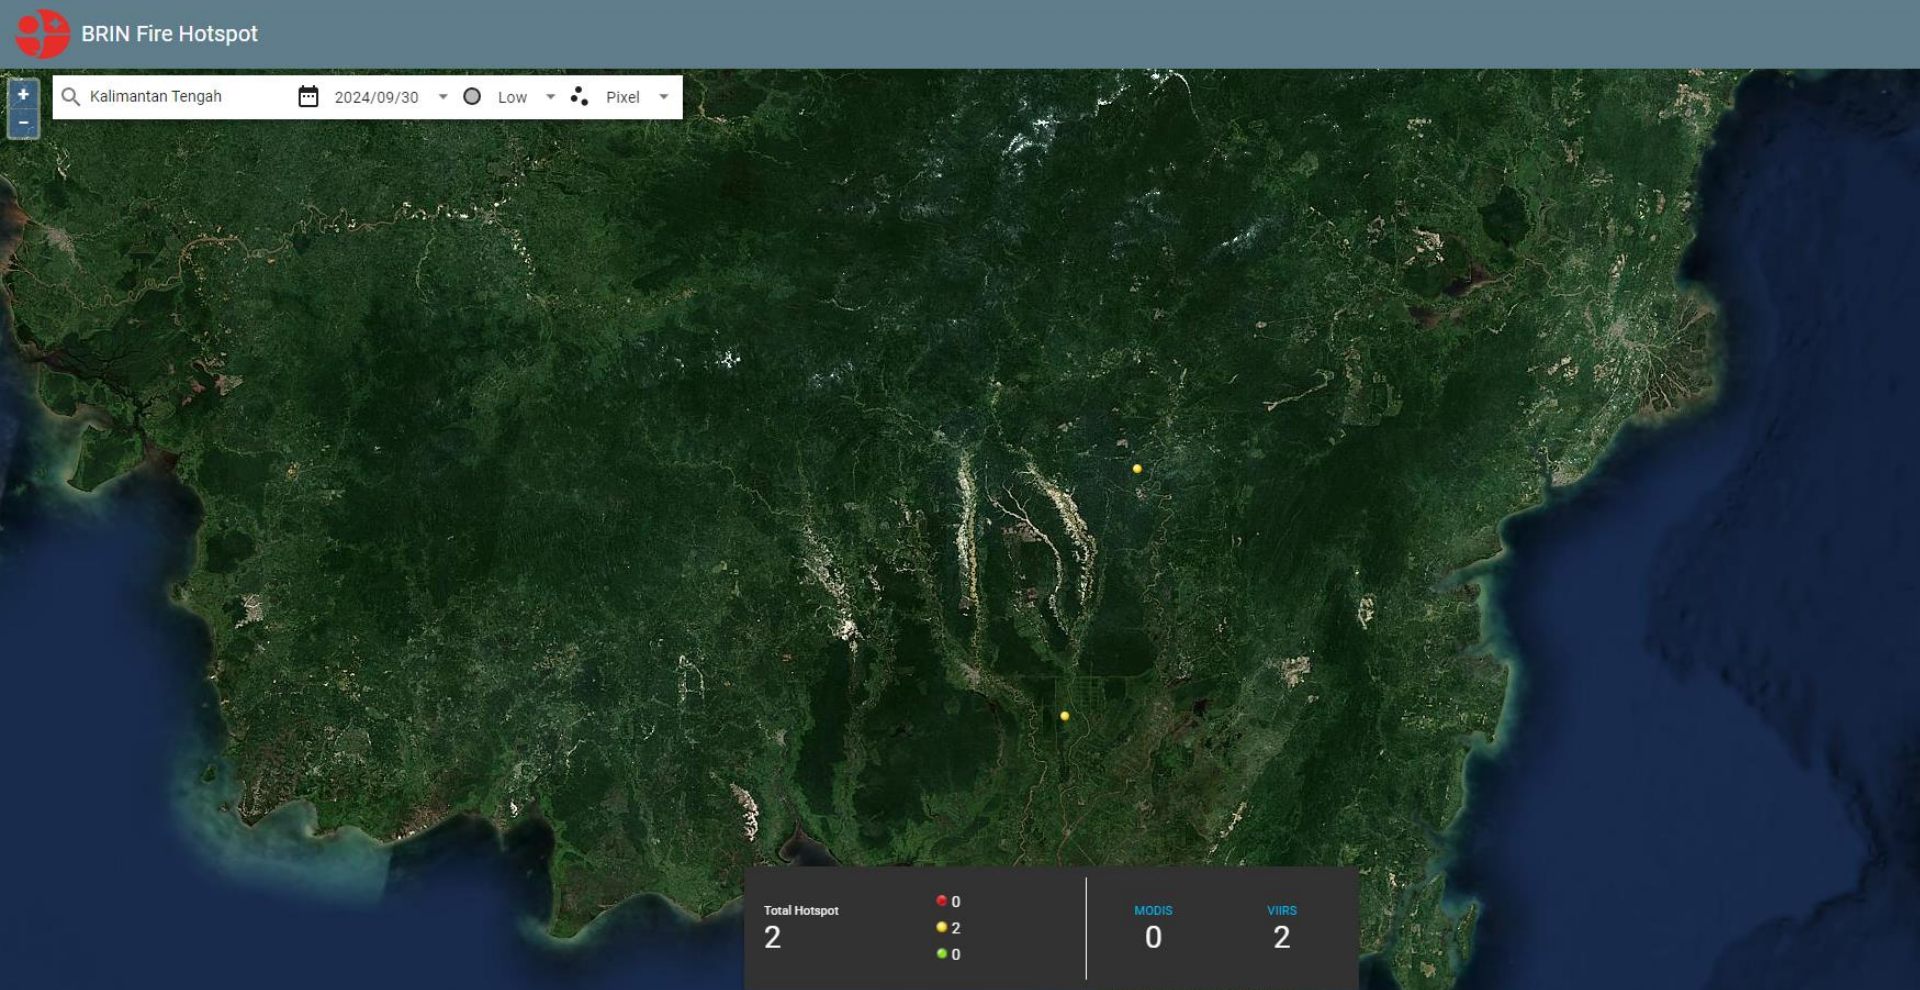 BRIN Fire Hotspot
+
Kalimantan Tengah 2024/09/30 Low Pixel
-
Total Hotspot
2
0
2
0
MODIS
0
VIIRS
2